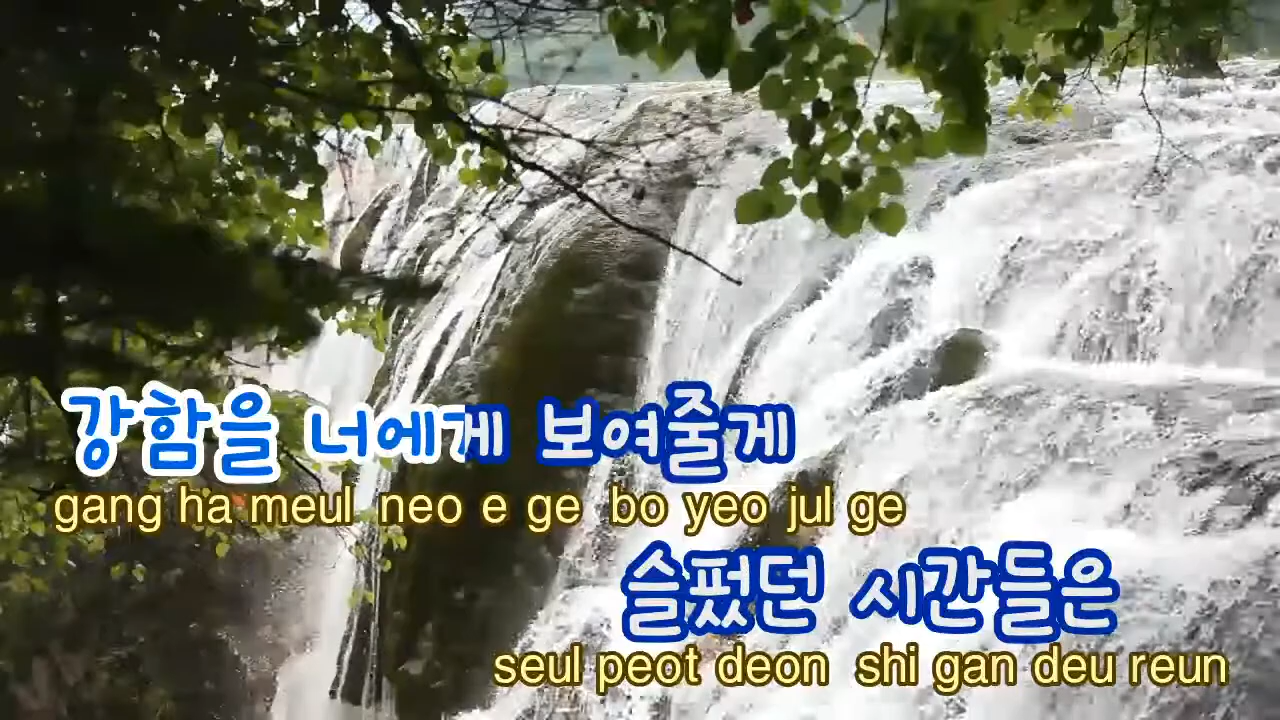 강함을 너에게 보여줄게
gang ha meul neo e ge bo yeo jul ge
슬펐던 시간들은
seul peot deon shi gan deu reun